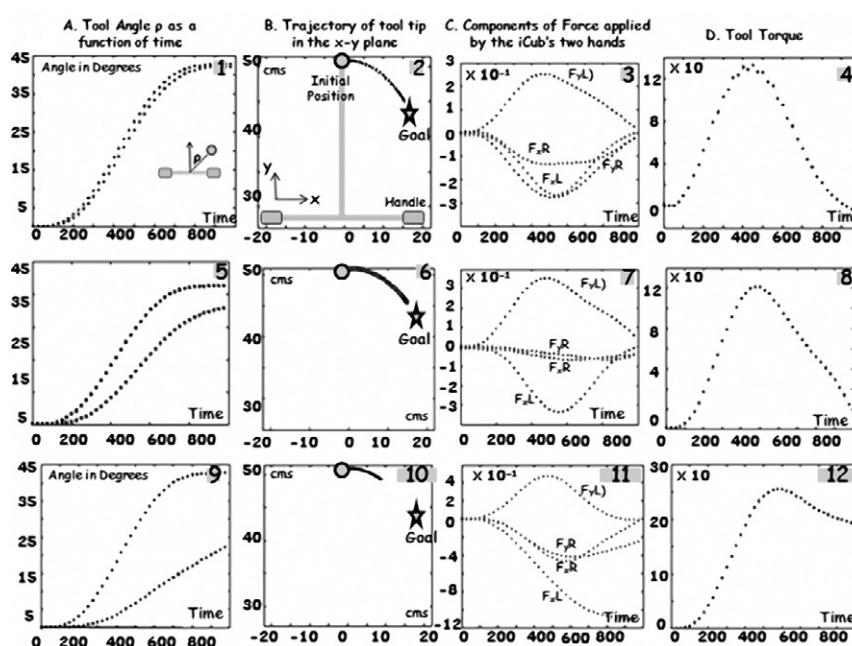 A. Tool Angle ρ as a
function of time
B. Trajectory of tool tip
in the x-y plane
C. Components of Force applied
by the iCub's two hands
D. Tool Torque
45
35
25
15
5
Angle in Degrees
1
ρ
Time
0 200 400 600 800
50
50
40
30
cms
2
Initial
Position
Goal
y
x
Handle
-20 -10 0 10 20
3
2
1
0
-1
-2
-3
X 10⁻¹
3
FyL)
FxR
FyR
FxL
Time
0 200 400 600 800
12
8
4
0
X 10
4
Time
0 200 400 600 800
45
35
25
15
5
5
Time
0 200 400 600 800
50
40
30
cms
6
Goal
cms
-20 -10 0 10 20
3
2
1
0
-1
-2
-3
X 10⁻¹
7
FyL)
FyR
FxR
FxL
Time
0 200 400 600 800
12
8
4
0
X 10
8
Time
0 200 400 600 800
45
35
25
15
5
Angle in Degrees
9
Time
0 200 400 600 800
50
40
30
cms
10
Goal
cms
-20 -10 0 10 20
4
0
-4
-8
-12
X 10⁻¹
11
FyL)
FyR
FxR
FxL
Time
0 200 400 600 800
30
20
10
0
X 10
12
Time
0 200 400 600 800